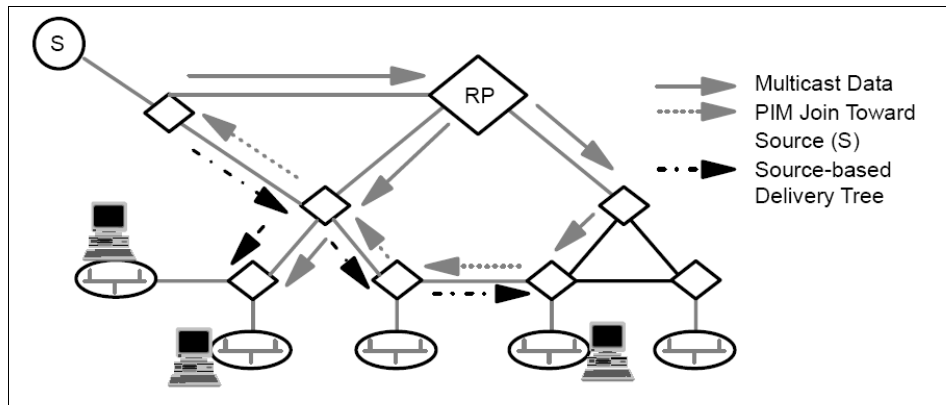 S
RP
Multicast Data
PIM Join Toward
Source (S)
Source-based
Delivery Tree